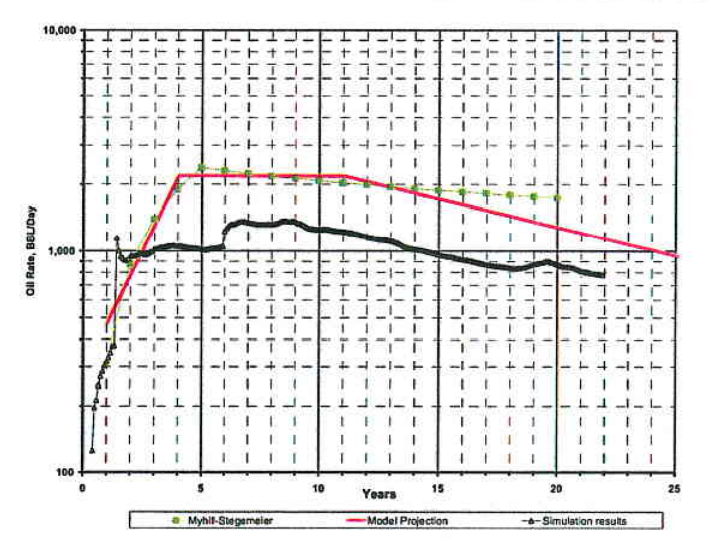 10,000
1,000
100
Oil Rate, BBL/Day
0 5 10 15 20 25
Years
Myhill-Stegemeier Model Projection Simulation results